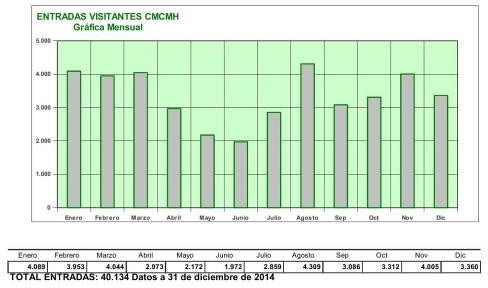 ENTRADAS VISITANTES CMCMH
Gráfica Mensual
5.000
4.000
3.000
2.000
1.000
0
Enero Febrero Marzo Abril Mayo Junio Julio Agosto Sep Oct Nov Dic
Enero Febrero Marzo Abril Mayo Junio Julio Agosto Sep Oct Nov Dic
4.089 3.953 4.044 2.973 2.172 1.972 2.859 4.309 3.086 3.312 4.005 3.360
TOTAL ENTRADAS: 40.134 Datos a 31 de diciembre de 2014